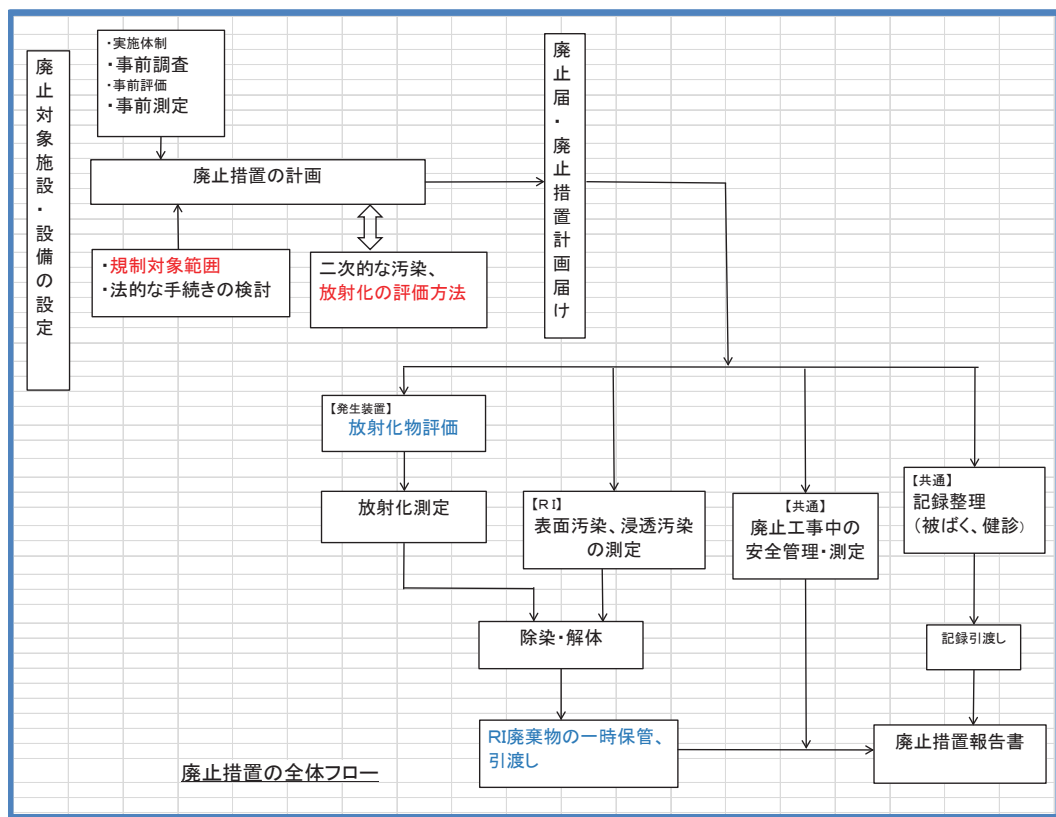 廃止対象施設・設備の設定
・実施体制
・事前調査
・事前評価
・事前測定
廃止措置の計画
・規制対象範囲
・法的な手続きの検討
二次的な汚染、
放射化の評価方法
廃止届・廃止措置計画届け
【発生装置】
放射化物評価
放射化測定
【RI】
表面汚染、浸透汚染
の測定
【共通】
廃止工事中の
安全管理・測定
【共通】
記録整理
（被ばく、健診）
除染・解体
記録引渡し
RI廃棄物の一時保管、
引渡し
廃止措置報告書
廃止措置の全体フロー